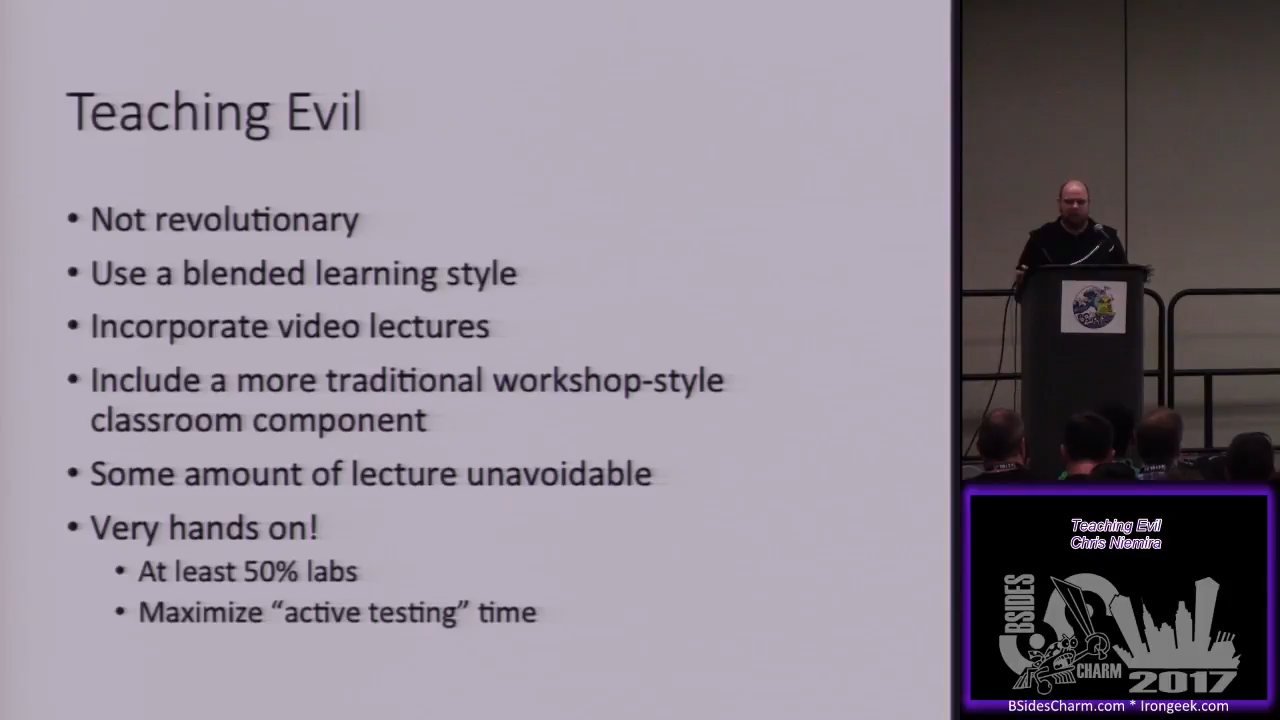 Teaching Evil
• Not revolutionary
• Use a blended learning style
• Incorporate video lectures
• Include a more traditional workshop-style
classroom component
• Some amount of lecture unavoidable
• Very hands on!
• At least 50% labs
• Maximize “active testing” time
Teaching Evil
Chris Niemira
BSIDES
CHARM
2017
BSidesCharm.com * Irongeek.com